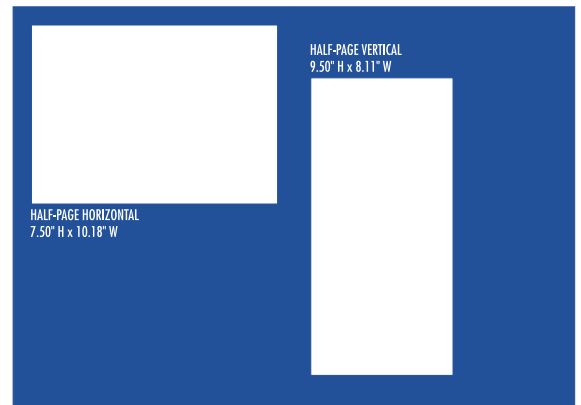 HALF-PAGE VERTICAL
9.50" H x 8.11" W
HALF-PAGE HORIZONTAL
7.50" H x 10.18" W